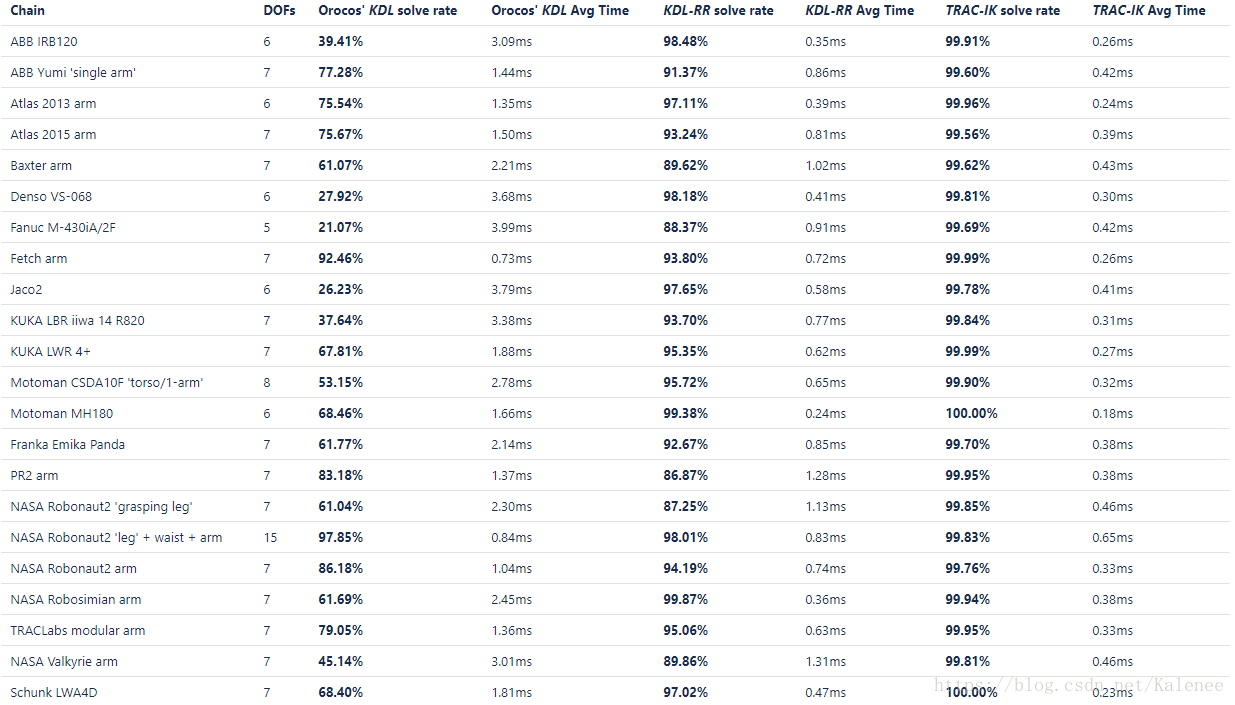 Chain DOFs Orocos' KDL solve rate Orocos' KDL Avg Time KDL-RR solve rate KDL-RR Avg Time TRAC-IK solve rate TRAC-IK Avg Time
ABB IRB120 6 39.41% 3.09ms 98.48% 0.35ms 99.91% 0.26ms
ABB Yumi 'single arm' 7 77.28% 1.44ms 91.37% 0.86ms 99.60% 0.42ms
Atlas 2013 arm 6 75.54% 1.35ms 97.11% 0.39ms 99.96% 0.24ms
Atlas 2015 arm 7 75.67% 1.50ms 93.24% 0.81ms 99.56% 0.39ms
Baxter arm 7 61.07% 2.21ms 89.62% 1.02ms 99.62% 0.43ms
Denso VS-068 6 27.92% 3.68ms 98.18% 0.41ms 99.81% 0.30ms
Fanuc M-430iA/2F 5 21.07% 3.99ms 88.37% 0.91ms 99.69% 0.42ms
Fetch arm 7 92.46% 0.73ms 93.80% 0.72ms 99.99% 0.26ms
Jaco2 6 26.23% 3.79ms 97.65% 0.58ms 99.78% 0.41ms
KUKA LBR iiwa 14 R820 7 37.64% 3.38ms 93.70% 0.77ms 99.84% 0.31ms
KUKA LWR 4+ 7 67.81% 1.88ms 95.35% 0.62ms 99.99% 0.27ms
Motoman CSDA10F 'torso/1-arm' 8 53.15% 2.78ms 95.72% 0.65ms 99.90% 0.32ms
Motoman MH180 6 68.46% 1.66ms 99.38% 0.24ms 100.00% 0.18ms
Franka Emika Panda 7 61.77% 2.14ms 92.67% 0.85ms 99.70% 0.38ms
PR2 arm 7 83.18% 1.37ms 86.87% 1.28ms 99.95% 0.38ms
NASA Robonaut2 'grasping leg' 7 61.04% 2.30ms 87.25% 1.13ms 99.85% 0.46ms
NASA Robonaut2 'leg' + waist + arm 15 97.85% 0.84ms 98.01% 0.83ms 99.83% 0.65ms
NASA Robonaut2 arm 7 86.18% 1.04ms 94.19% 0.74ms 99.76% 0.33ms
NASA Robosimian arm 7 61.69% 2.45ms 99.87% 0.36ms 99.94% 0.38ms
TRACLabs modular arm 7 79.05% 1.36ms 95.06% 0.63ms 99.95% 0.33ms
NASA Valkyrie arm 7 45.14% 3.01ms 89.86% 1.31ms 99.81% 0.46ms
Schunk LWA4D 7 68.40% 1.81ms 97.02% 0.47ms 100.00% 0.23ms
https://blog.csdn.net/Kalenee